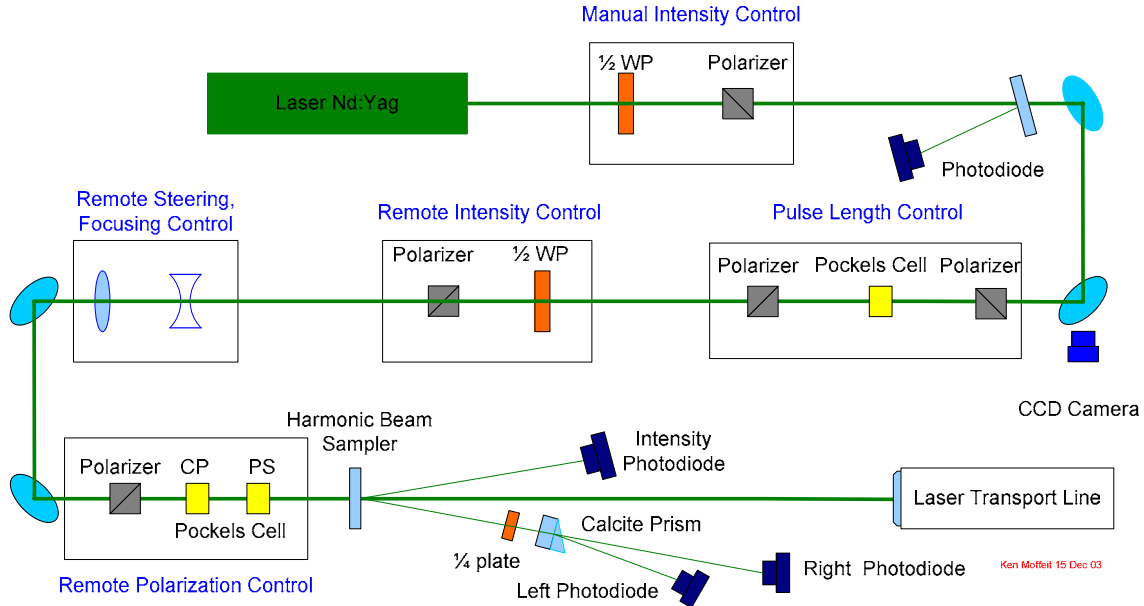 Manual Intensity Control
½ WP
Polarizer
Laser Nd:Yag
Photodiode
Remote Steering,
Focusing Control
Remote Intensity Control
Polarizer
½ WP
Pulse Length Control
Polarizer
Pockels Cell
Polarizer
CCD Camera
Harmonic Beam
Sampler
Polarizer
CP
PS
Pockels Cell
Remote Polarization Control
Intensity
Photodiode
Laser Transport Line
Calcite Prism
¼ plate
Left Photodiode
Right Photodiode
Ken Moffeit 15 Dec 03